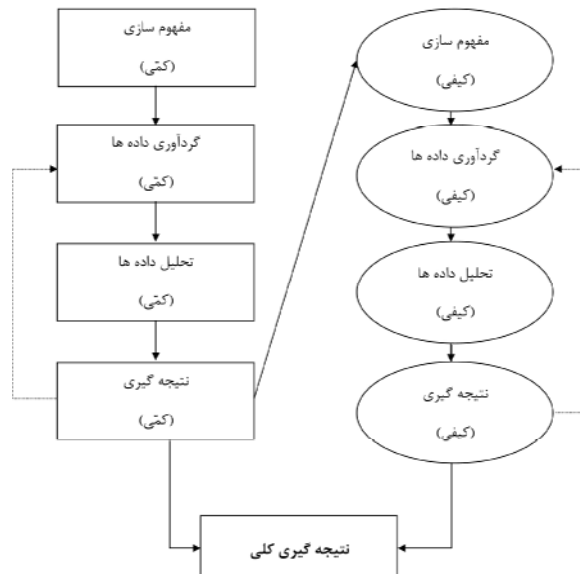 مفهوم سازی
(کمّی)
گردآوری داده ها
(کمّی)
تحلیل داده ها
(کمّی)
نتیجه گیری
(کمّی)
مفهوم سازی
(کیفی)
گردآوری داده ها
(کیفی)
تحلیل داده ها
(کیفی)
نتیجه گیری
(کیفی)
نتیجه گیری کلی